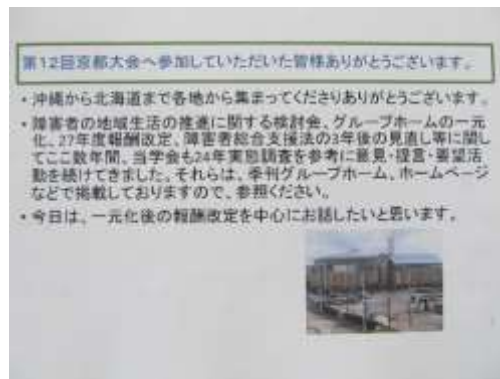 第12回京都大会へ参加していただいた皆様ありがとうございます。
・沖縄から北海道まで各地から集まってくださりありがとうございます。
・障害者の地域生活の推進に関する検討会、グループホームの一元
化、27年度報酬改定、障害者総合支援法の3年後の見直し等に関し
てここ数年間、当学会も24年実態調査を参考に意見・提言・要望活
動を続けてきました。それらは、季刊グループホーム、ホームページ
などで掲載しておりますので、参照ください。
・今日は、一元化後の報酬改定を中心にお話したいと思います。